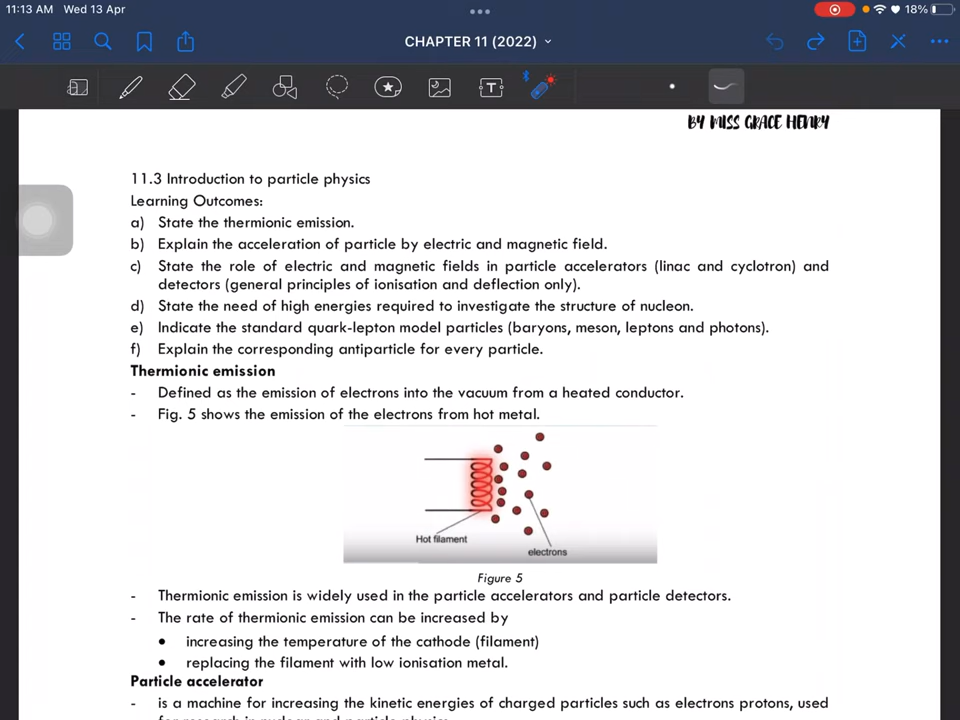 11:13 AM Wed 13 Apr
18%
CHAPTER 11 (2022)
T
BY MISS GRACE HENRY
11.3 Introduction to particle physics
Learning Outcomes:
a) State the thermionic emission.
b) Explain the acceleration of particle by electric and magnetic field.
c) State the role of electric and magnetic fields in particle accelerators (linac and cyclotron) and
detectors (general principles of ionisation and deflection only).
d) State the need of high energies required to investigate the structure of nucleon.
e) Indicate the standard quark-lepton model particles (baryons, meson, leptons and photons).
f) Explain the corresponding antiparticle for every particle.
Thermionic emission
- Defined as the emission of electrons into the vacuum from a heated conductor.
- Fig. 5 shows the emission of the electrons from hot metal.
Hot filament
electrons
Figure 5
- Thermionic emission is widely used in the particle accelerators and particle detectors.
- The rate of thermionic emission can be increased by
• increasing the temperature of the cathode (filament)
• replacing the filament with low ionisation metal.
Particle accelerator
- is a machine for increasing the kinetic energies of charged particles such as electrons protons, used
for research in nuclear and particle physics.